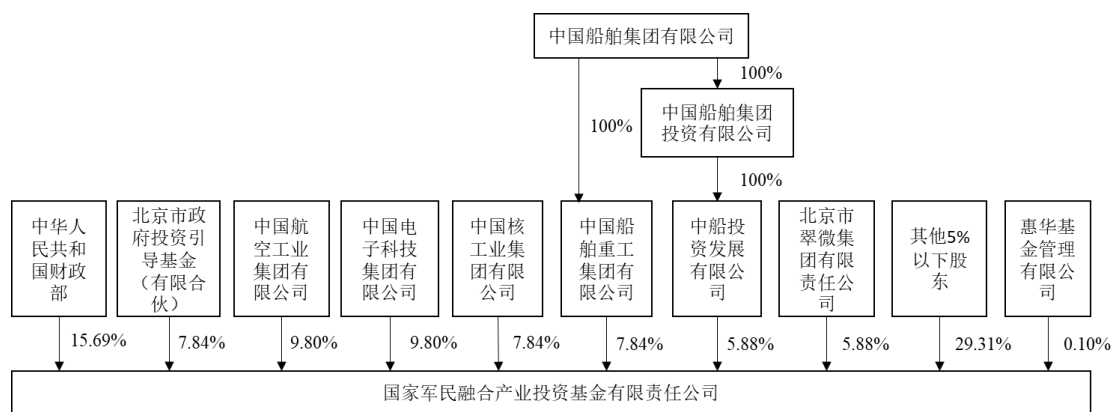 中国船舶集团有限公司
100%
100%
中国船舶集团
投资有限公司
100%
中华人
民共和
国财政
部
北京市政
府投资引
导基金
（有限合
伙）
中国航
空工业
集团有
限公司
中国电
子科技
集团有
限公司
中国核
工业集
团有限
公司
中国船
舶重工
集团有
限公司
中船投
资发展
有限公
司
北京市
翠微集
团有限
责任公
司
其他5%
以下股
东
惠华基
金管理
有限公
司
15.69%
7.84%
9.80%
9.80%
7.84%
7.84%
5.88%
5.88%
29.31%
0.10%
国家军民融合产业投资基金有限责任公司